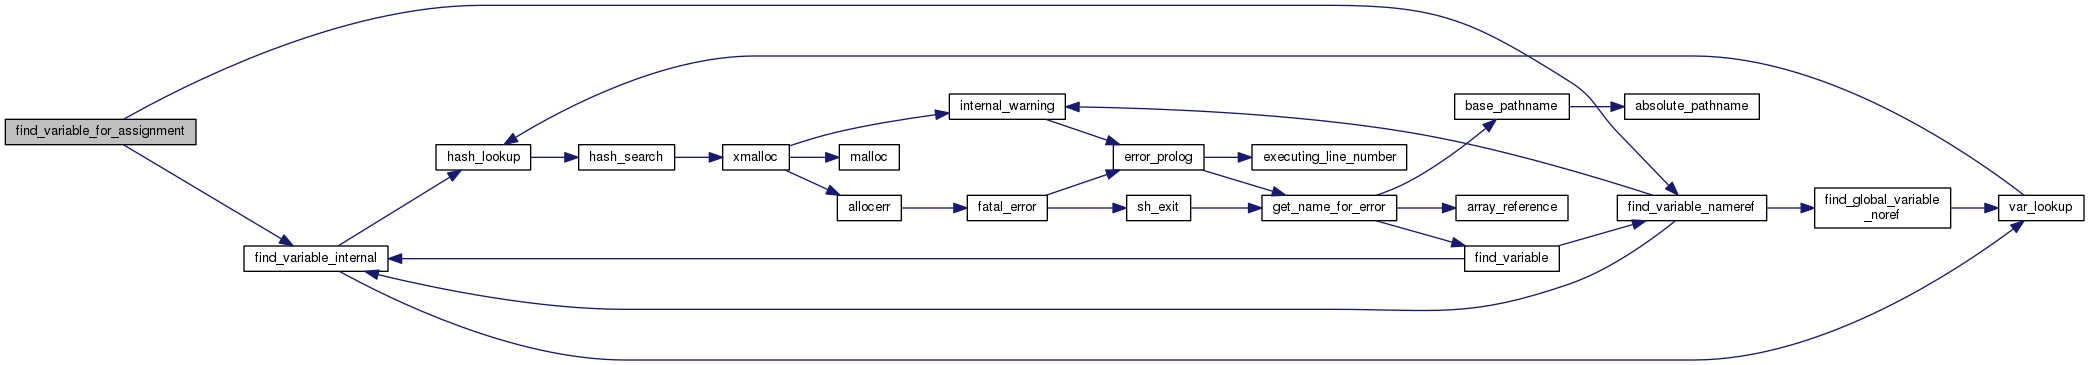 find_variable_for_assignment
find_variable_internal
hash_lookup
hash_search
xmalloc
internal_warning
malloc
allocerr
fatal_error
error_prolog
sh_exit
executing_line_number
get_name_for_error
base_pathname
array_reference
find_variable
absolute_pathname
find_variable_nameref
find_global_variable
_noref
var_lookup